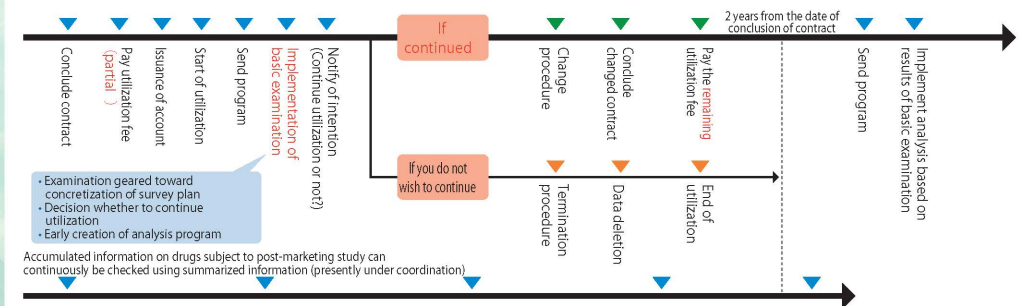 Conclude contract
Pay utilization fee
(partial )
Issuance of account
Start of utilization
Send program
Implementation of
basic examination
Notify of intention
(Continue utilization or not?)
If
continued
Change
procedure
Conclude
changed contract
Pay the remaining
utilization fee
2 years from the date of
conclusion of contract
Send program
Implement analysis based on
results of basic examination
If you do not
wish to continue
Termination
procedure
Data deletion
End of
utilization
・Examination geared toward
concretization of survey plan
・Decision whether to continue
utilization
・Early creation of analysis program
Accumulated information on drugs subject to post-marketing study can
continuously be checked using summarized information (presently under coordination)